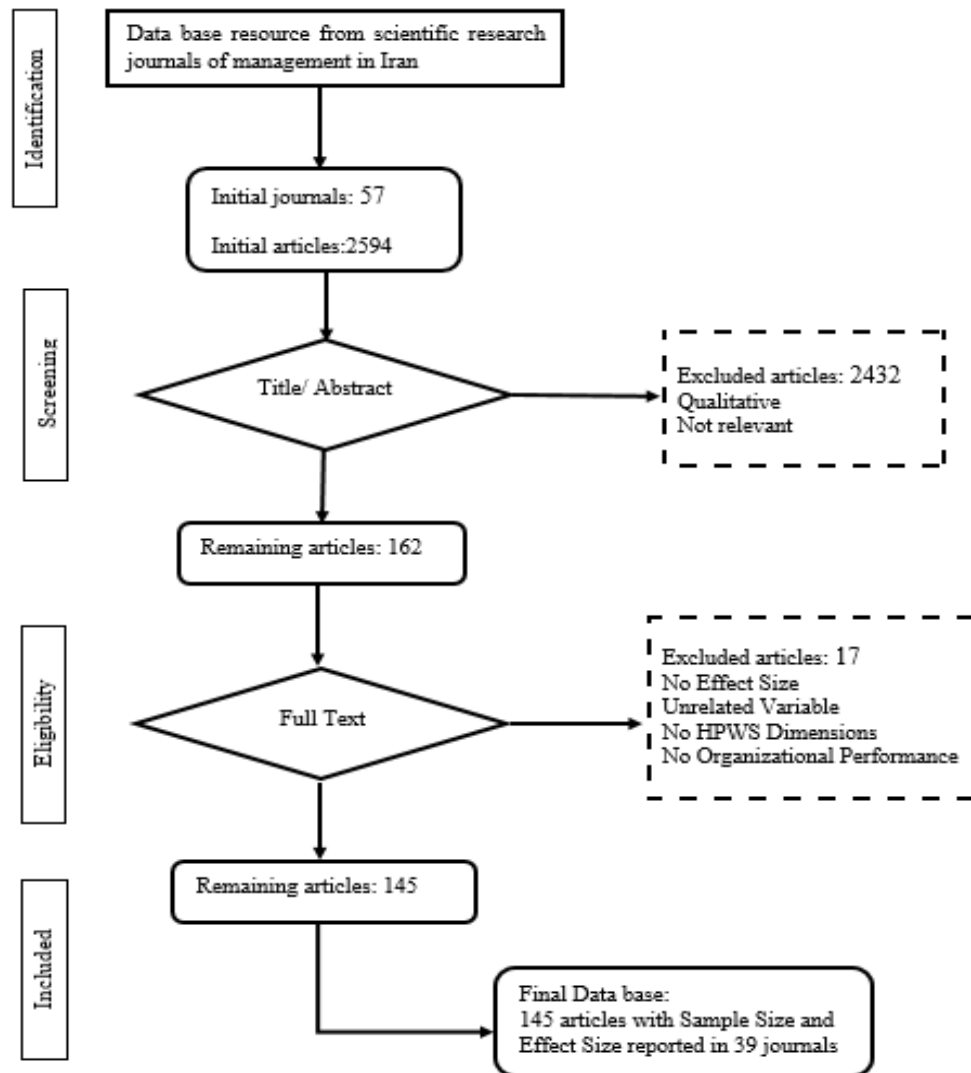 Identification
Data base resource from scientific research
journals of management in Iran
Initial journals: 57
Initial articles:2594
Screening
Title/ Abstract
Excluded articles: 2432
Qualitative
Not relevant
Remaining articles: 162
Eligibility
Full Text
Excluded articles: 17
No Effect Size
Unrelated Variable
No HPWS Dimensions
No Organizational Performance
Included
Remaining articles: 145
Final Data base:
145 articles with Sample Size and
Effect Size reported in 39 journals